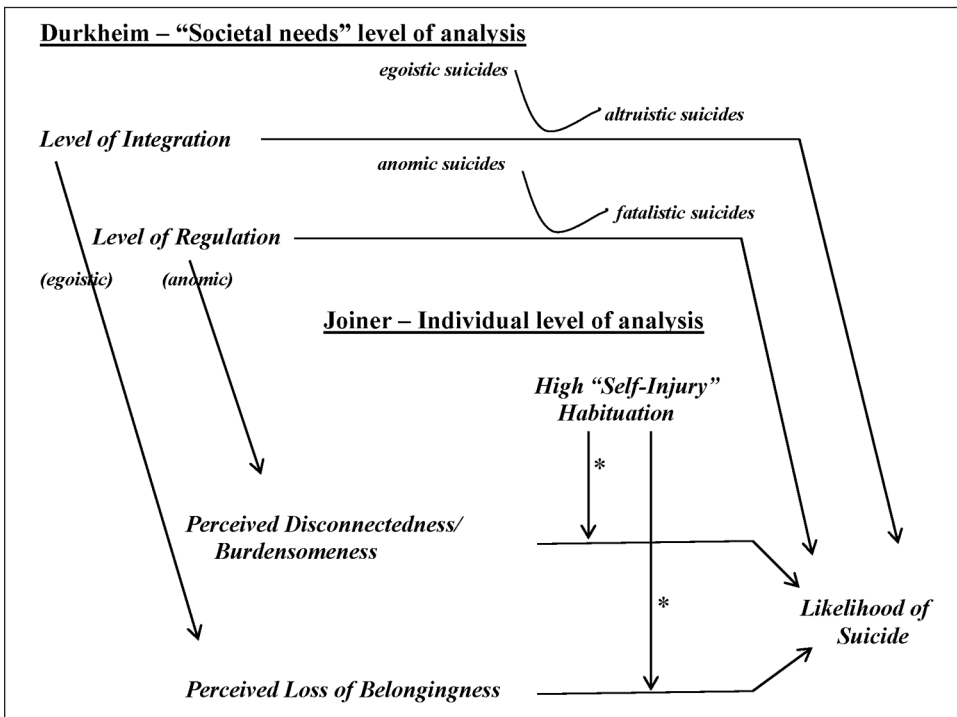 Durkheim – “Societal needs” level of analysis
egoistic suicides
altruistic suicides
Level of Integration
anomic suicides
fatalistic suicides
Level of Regulation
(egoistic) (anomic)
Joiner – Individual level of analysis
High “Self-Injury”
Habituation
*
Perceived Disconnectedness/
Burdensomeness
*
Likelihood of
Suicide
Perceived Loss of Belongingness